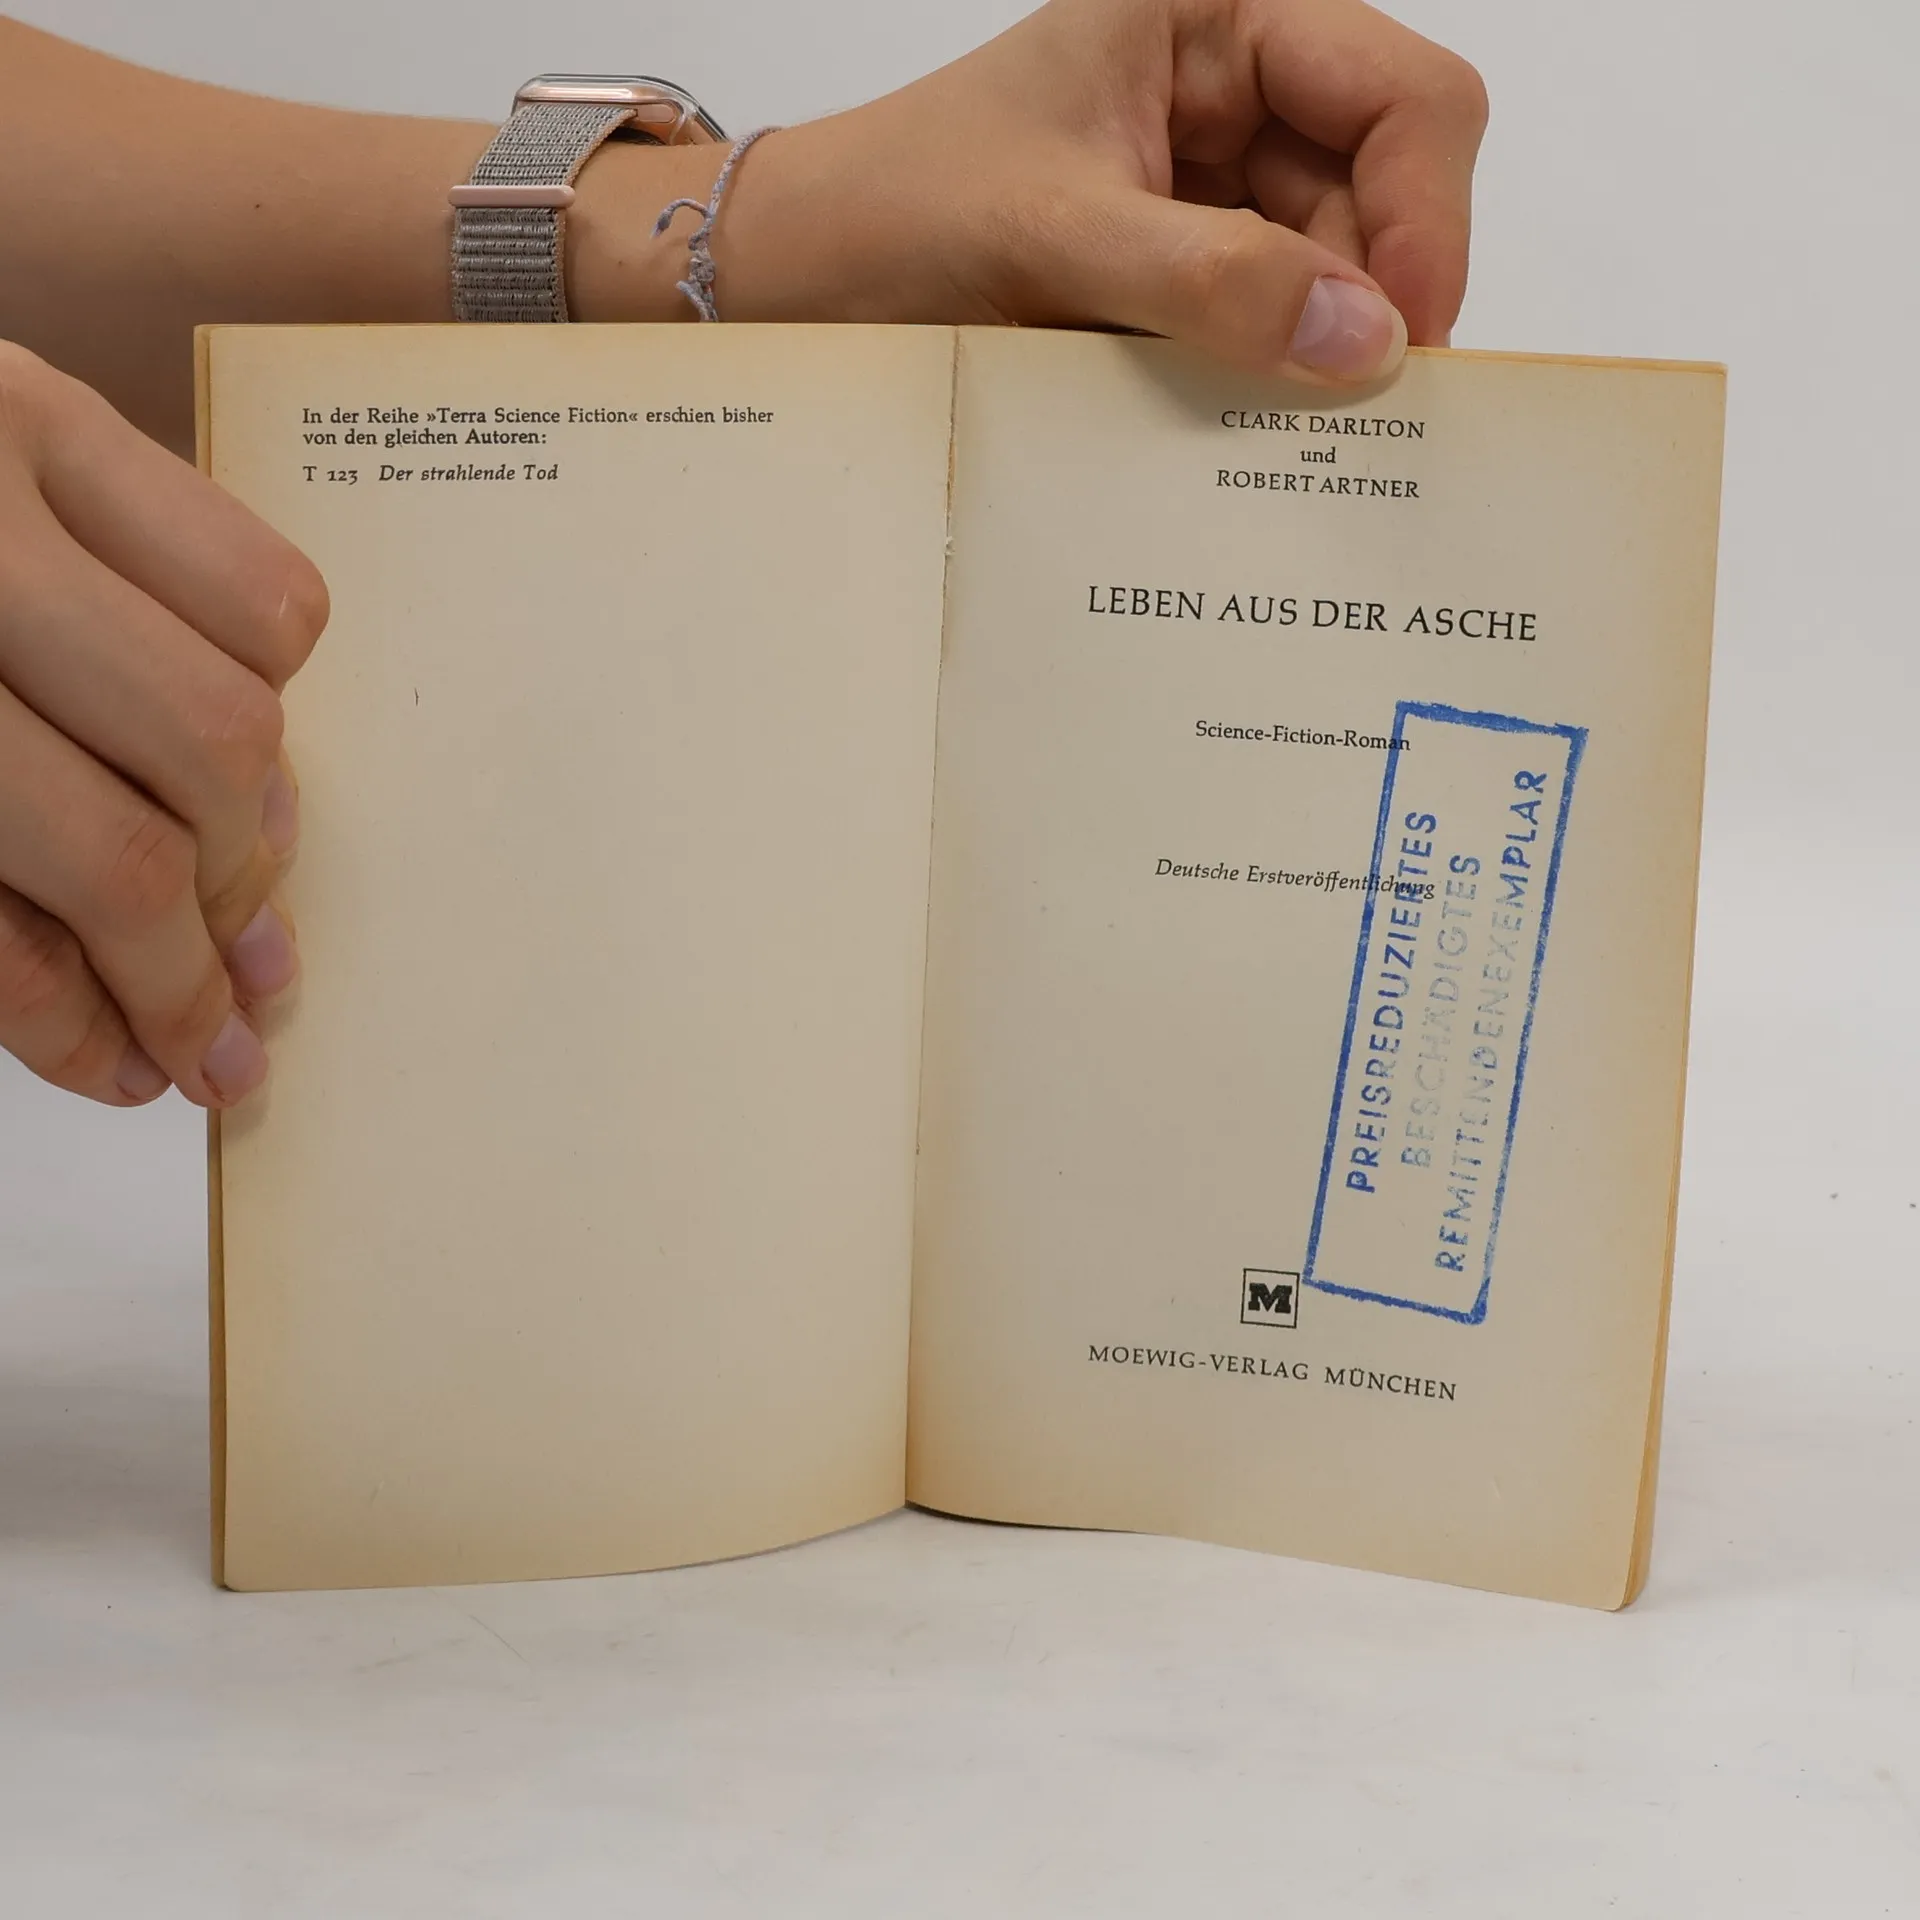 In der Reihe »Terra Science Fiction« erschien bisher
von den gleichen Autoren:
T 123 Der strahlende Tod
CLARK DARLTON
und
ROBERT ARTNER
LEBEN AUS DER ASCHE
Science-Fiction-Roman
Deutsche Erstveröffentlichung
PREISREDUZIERTES
BESCHÄDIGTES
REMITTENDENEXEMPLAR
M
MOEWIG-VERLAG MÜNCHEN